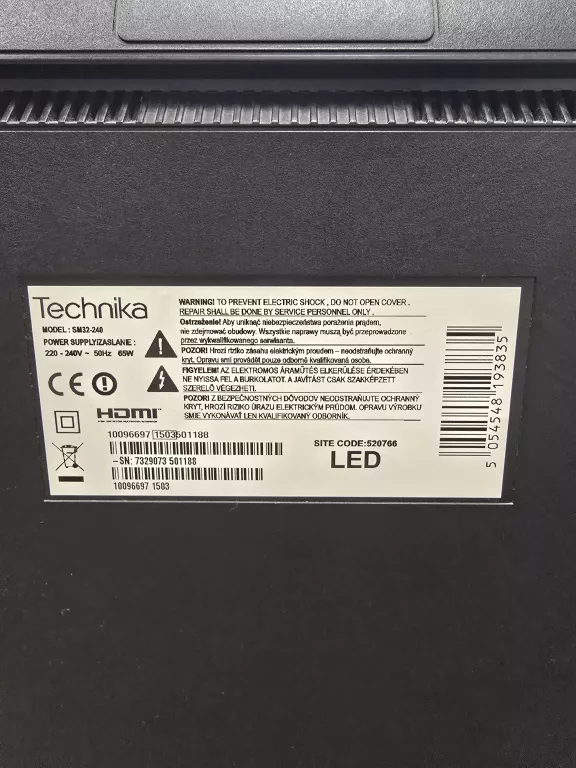 Technika
MODEL : SM32-240
POWER SUPPLY/ZASILANE :
220 - 240V ~ 50Hz 65W
WARNING! TO PREVENT ELECTRIC SHOCK , DO NOT OPEN COVER .
REPAIR SHALL BE DONE BY SERVICE PERSONNEL ONLY .
Ostrzeżenie! Aby uniknąć niebezpieczeństwa porażenia prądem,
nie zdejmować obudowy. Wszystkie naprawy muszą być przeprowadzone
przez wykwalifikowanego serwisanta.
POZOR! Hrozí riziko zásahu elektrickým proudem – neodstraňujte ochranný
kryt. Opravu smí provádět pouze odborně kvalifikovaná osoba.
FIGYELEM! AZ ELEKTROMOS ÁRAMÜTÉS ELKERÜLÉSE ÉRDEKÉBEN
NE NYISSA FEL A BURKOLATOT. A JAVÍTÁST CSAK SZAKKÉPZETT
SZERELŐ VÉGEZHETI.
POZOR! Z BEZPEČNOSTNÝCH DÔVODOV NEODSTRAŇUJTE OCHRANNÝ
KRYT, HROZÍ RIZIKO ÚRAZU ELEKTRICKÝM PRÚDOM. OPRAVU VÝROBKU
SMIE VYKONÁVAŤ LEN KVALIFIKOVANÝ ODBORNÍK.
CE
HDMI
10096697 1503501188
–SN: 7329073 501188
10096697 1503
SITE CODE:520766
LED
5 054548 193835